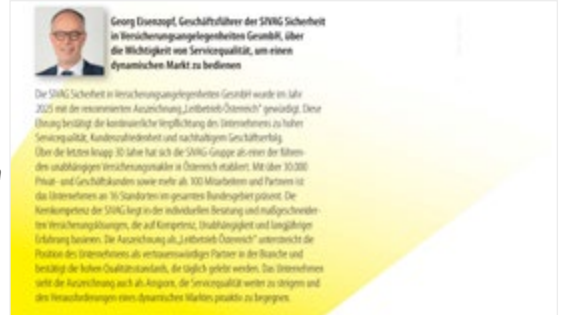 Georg Eisenzopf, Geschäftsführer der SIVAG Sicherheit
in Versicherungsangelegenheiten GesmbH, über
die Wichtigkeit von Servicequalität, um einen
dynamischen Markt zu bedienen
Die SIVAG Sicherheit in Versicherungsangelegenheiten GesmbH wurde im Jahr
2025 mit der renommierten Auszeichnung „Leitbetrieb Österreich“ gewürdigt. Diese
Ehrung bestätigt die kontinuierliche Verpflichtung des Unternehmens zu hoher
Servicequalität, Kundenzufriedenheit und nachhaltigem Geschäftserfolg.
Über die letzten knapp 30 Jahre hat sich die SIVAG-Gruppe als einer der führen-
den unabhängigen Versicherungsmakler in Österreich etabliert. Mit über 30.000
Privat- und Geschäftskunden sowie mehr als 100 Mitarbeitern und Partnern ist
das Unternehmen an 16 Standorten im gesamten Bundesgebiet präsent. Die
Kernkompetenz der SIVAG liegt in der individuellen Beratung und maßgeschneider-
ten Versicherungslösungen, die auf Kompetenz, Unabhängigkeit und langjähriger
Erfahrung basieren. Die Auszeichnung als „Leitbetrieb Österreich“ unterstreicht die
Position des Unternehmens als vertrauenswürdiger Partner in der Branche und
bestätigt die hohen Qualitätsstandards, die täglich gelebt werden. Das Unternehmen
sieht die Auszeichnung auch als Ansporn, die Servicequalität weiter zu steigern und
den Herausforderungen eines dynamischen Marktes proaktiv zu begegnen.